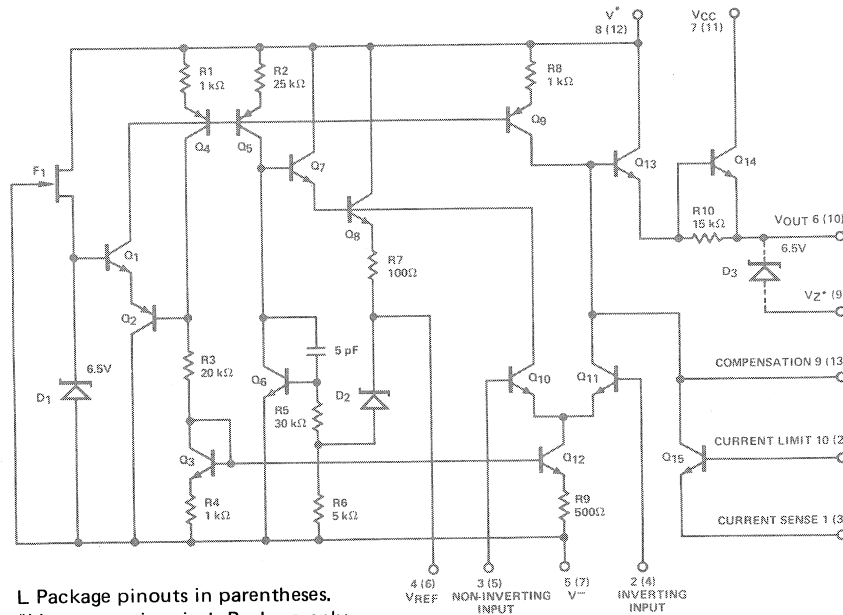 V+
8 (12)
VCC
7 (11)
R1
1 kΩ
R2
25 kΩ
R8
1 kΩ
Q4
Q5
Q9
Q7
Q13
Q14
F1
R10
15 kΩ
VOUT 6 (10)
6.5V
Q1
Q8
R7
100Ω
D3
VZ* (9
Q2
5 pF
R3
20 kΩ
COMPENSATION 9 (13
6.5V
D1
Q6
Q10
Q11
R5
30 kΩ
D2
CURRENT LIMIT 10 (2
Q3
Q12
Q15
R4
1 kΩ
R6
5 kΩ
R9
500Ω
CURRENT SENSE 1 (3
4 (6)
VREF
3 (5)
NON-INVERTING
INPUT
5 (7)
V−
2 (4)
INVERTING
INPUT
L Package pinouts in parentheses.